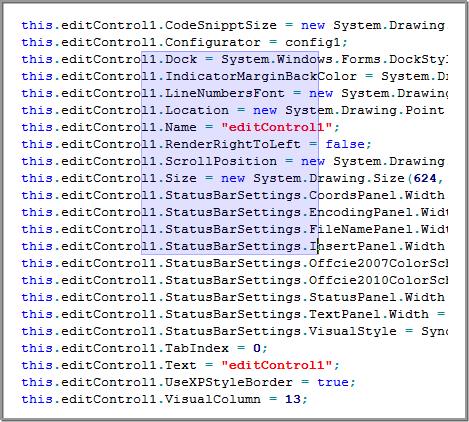 this.editControl1.CodeSnipptSize = new System.Drawing
this.editControl1.Configurator = config1;
this.editControl1.Dock = System.Windows.Forms.DockStyl
this.editControl1.IndicatorMarginBackColor = System.Dr
this.editControl1.LineNumbersFont = new System.Drawing
this.editControl1.Location = new System.Drawing.Point
this.editControl1.Name = "editControl1";
this.editControl1.RenderRightToLeft = false;
this.editControl1.ScrollPosition = new System.Drawing
this.editControl1.Size = new System.Drawing.Size(624,
this.editControl1.StatusBarSettings.CoordsPanel.Width
this.editControl1.StatusBarSettings.EncodingPanel.Widt
this.editControl1.StatusBarSettings.FileNamePanel.Widt
this.editControl1.StatusBarSettings.InsertPanel.Width
this.editControl1.StatusBarSettings.Offcie2007ColorSch
this.editControl1.StatusBarSettings.Offcie2010ColorSch
this.editControl1.StatusBarSettings.StatusPanel.Width
this.editControl1.StatusBarSettings.TextPanel.Width =
this.editControl1.StatusBarSettings.VisualStyle = Sync
this.editControl1.TabIndex = 0;
this.editControl1.Text = "editControl1";
this.editControl1.UseXPStyleBorder = true;
this.editControl1.VisualColumn = 13;